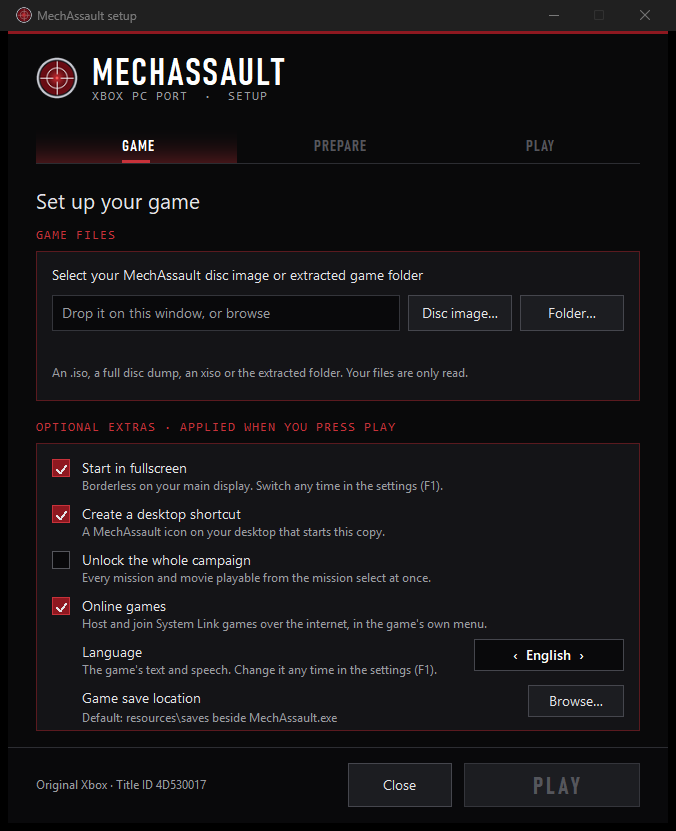 MechAssault setup
MECHASSAULT
XBOX PC PORT · SETUP
GAME
PREPARE
PLAY
Set up your game
GAME FILES
Select your MechAssault disc image or extracted game folder
Drop it on this window, or browse
Disc image...
Folder...
An .iso, a full disc dump, an xiso or the extracted folder. Your files are only read.
OPTIONAL EXTRAS · APPLIED WHEN YOU PRESS PLAY
Start in fullscreen
Borderless on your main display. Switch any time in the settings (F1).
Create a desktop shortcut
A MechAssault icon on your desktop that starts this copy.
Unlock the whole campaign
Every mission and movie playable from the mission select at once.
Online games
Host and join System Link games over the internet, in the game's own menu.
Language
‹ English ›
The game's text and speech. Change it any time in the settings (F1).
Game save location
Browse...
Default: resources\saves beside MechAssault.exe
Original Xbox · Title ID 4D530017
Close
PLAY